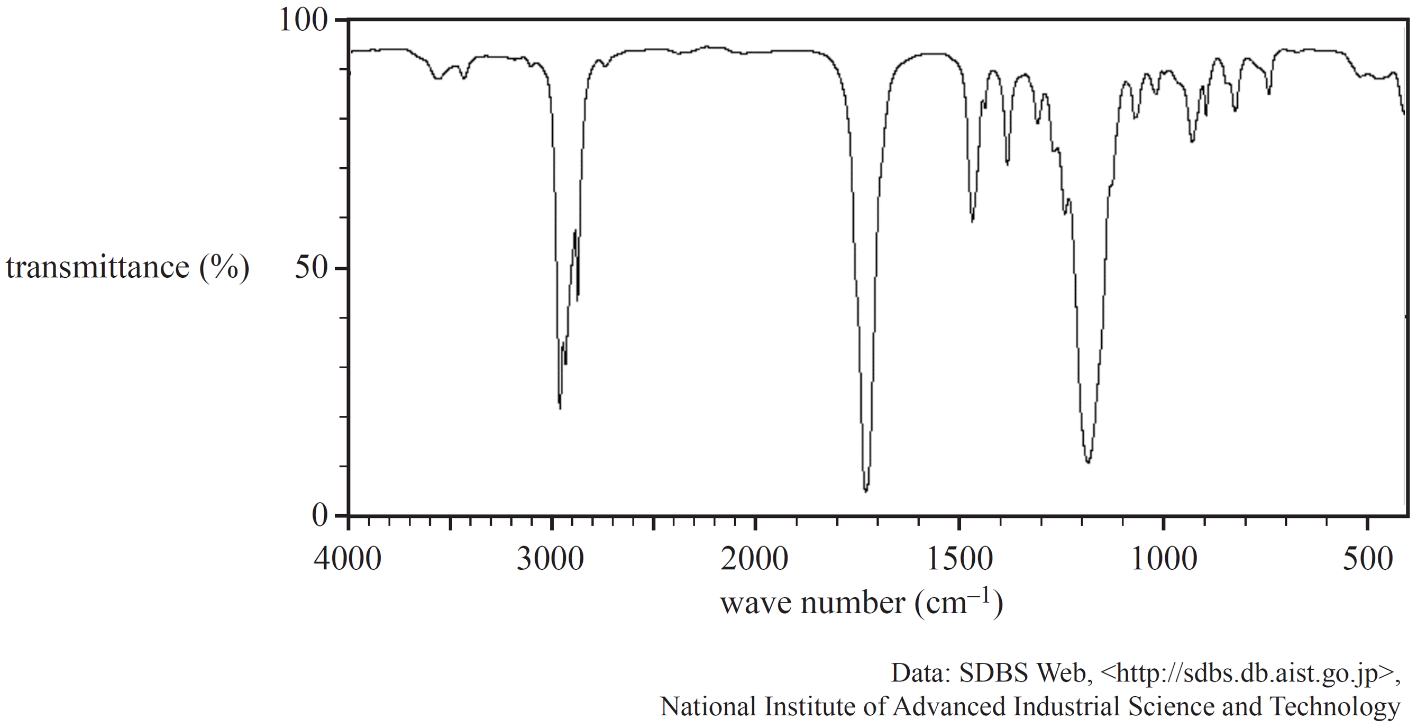 100
transmittance (%)
50
0
4000 3000 2000 1500 1000 500
wave number (cm⁻¹)
Data: SDBS Web, <http://sdbs.db.aist.go.jp>,
National Institute of Advanced Industrial Science and Technology